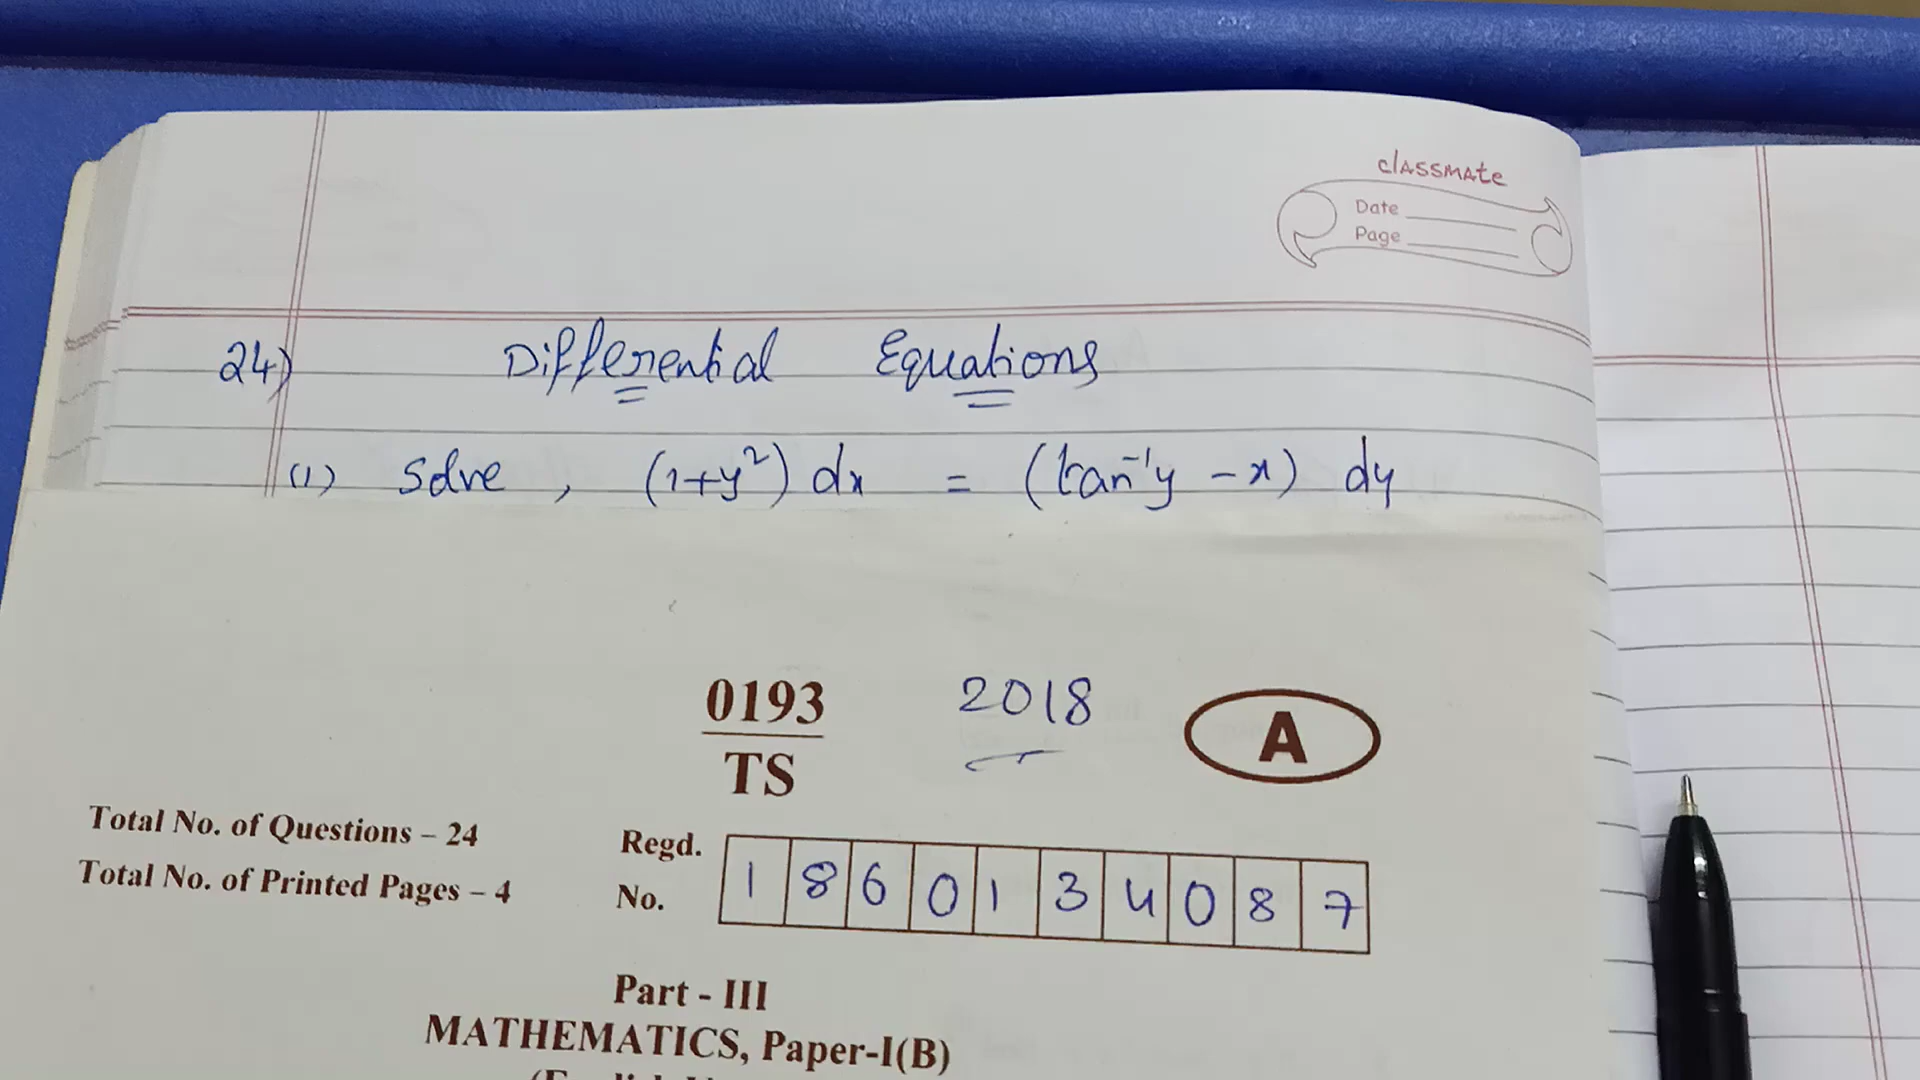 classmate
Date
Page
24) Differential Equations
(1) Solve, (1+y²) dx = (tan⁻¹y - x) dy
0193
TS
2018
A
Total No. of Questions – 24
Total No. of Printed Pages – 4
Regd.
No.
1 8 6 0 1 3 4 0 8 7
Part - III
MATHEMATICS, Paper-I(B)